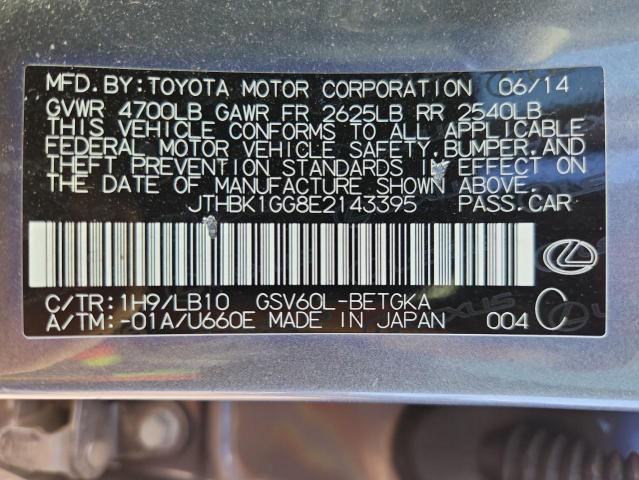 MFD. BY: TOYOTA MOTOR CORPORATION 06/14
GVWR 4700LB GAWR FR 2625LB RR 2540LB
THIS VEHICLE CONFORMS TO ALL APPLICABLE
FEDERAL MOTOR VEHICLE SAFETY, BUMPER, AND
THEFT PREVENTION STANDARDS IN EFFECT ON
THE DATE OF MANUFACTURE SHOWN ABOVE.
JTHBK1GG8E2143395 PASS. CAR
C/TR: 1H9/LB10 GSV60L-BETGKA
A/TM: -01A/U660E MADE IN JAPAN 004 C